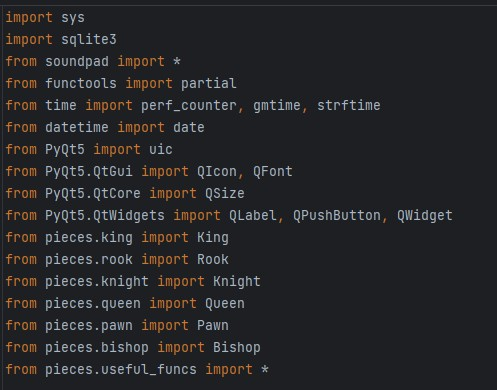 import sys
import sqlite3
from soundpad import *
from functools import partial
from time import perf_counter, gmtime, strftime
from datetime import date
from PyQt5 import uic
from PyQt5.QtGui import QIcon, QFont
from PyQt5.QtCore import QSize
from PyQt5.QtWidgets import QLabel, QPushButton, QWidget
from pieces.king import King
from pieces.rook import Rook
from pieces.knight import Knight
from pieces.queen import Queen
from pieces.pawn import Pawn
from pieces.bishop import Bishop
from pieces.useful_funcs import *